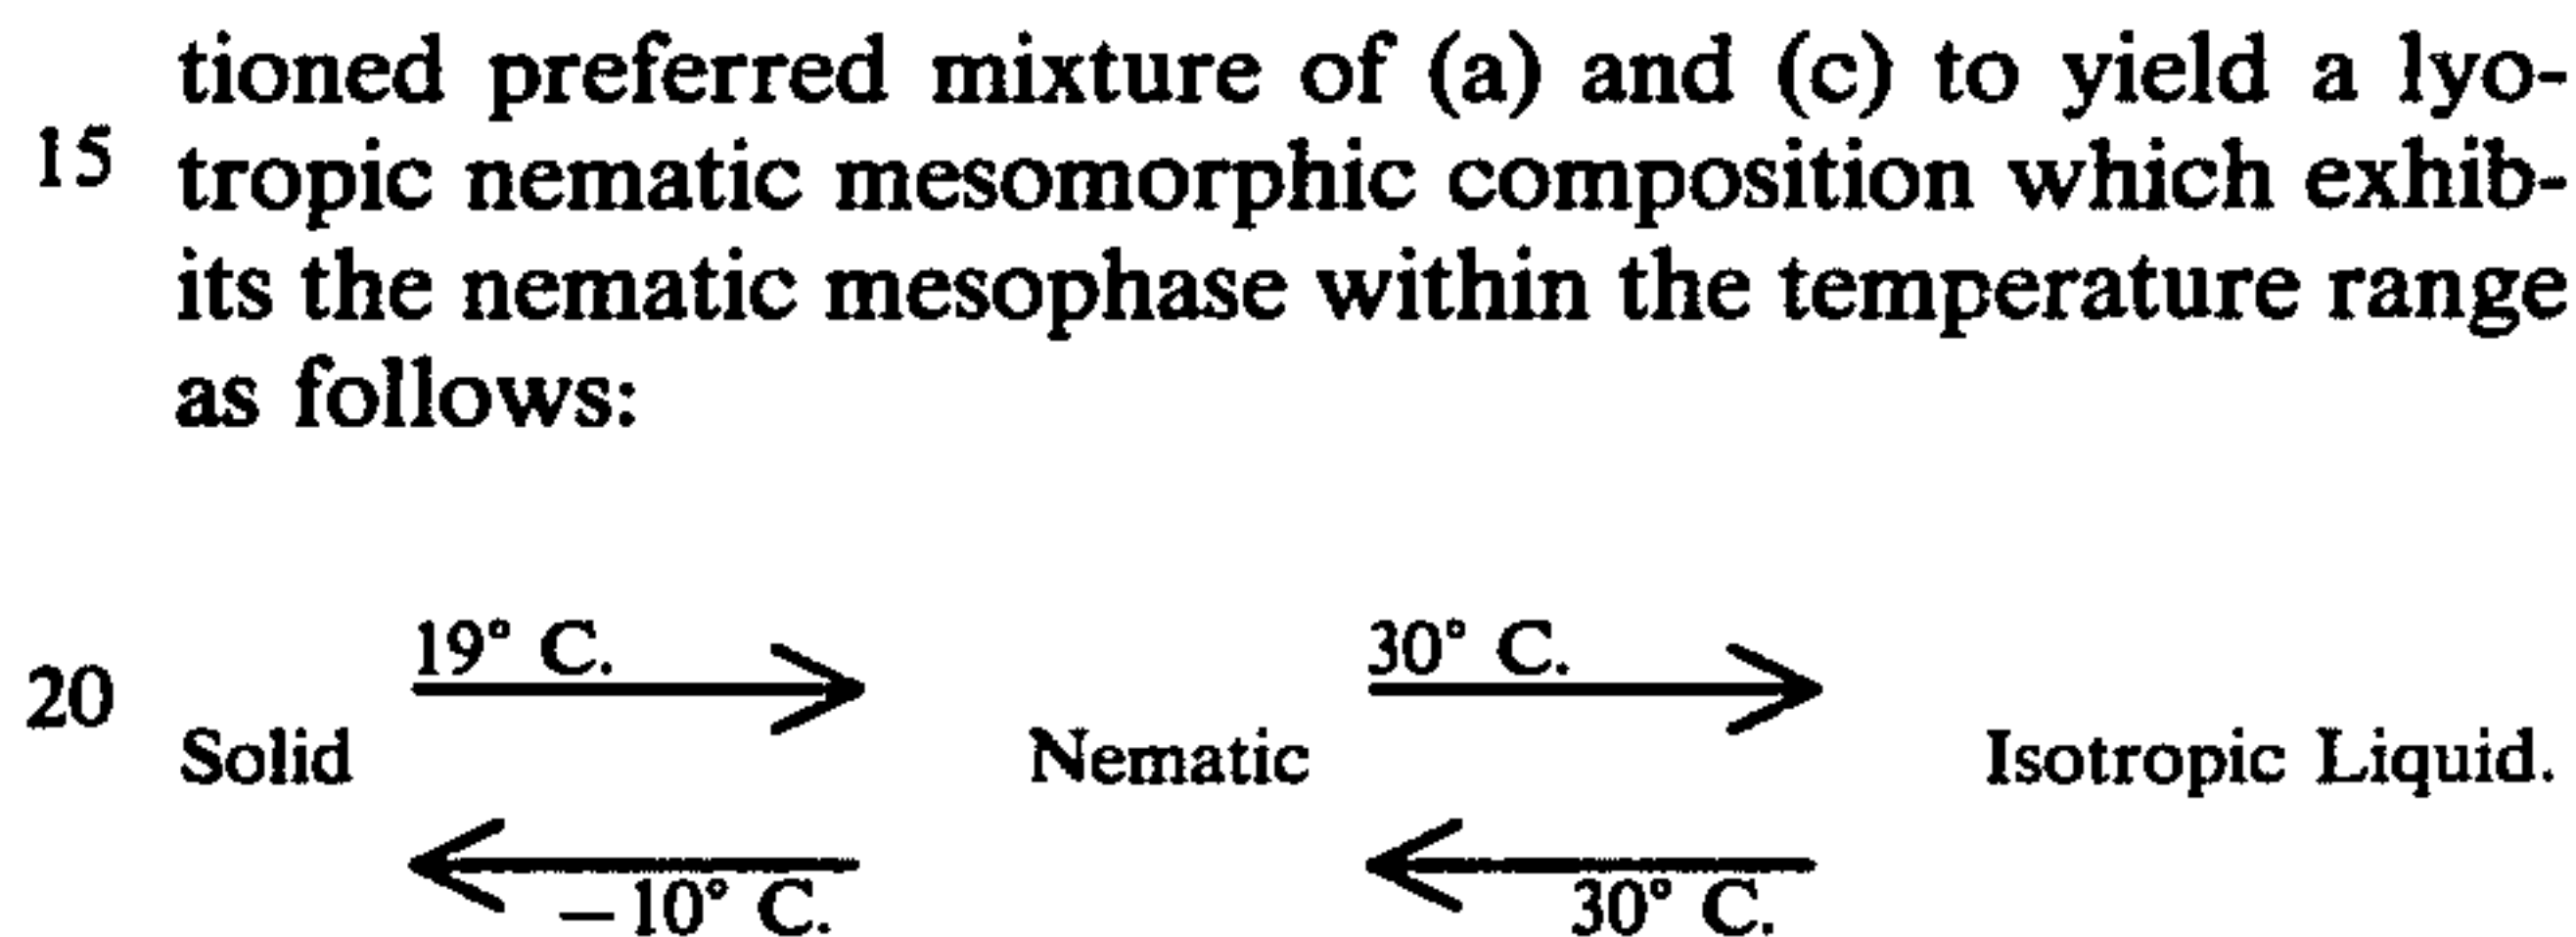 tioned preferred mixture of (a) and (c) to yield a lyo-
15 tropic nematic mesomorphic composition which exhib-
its the nematic mesophase within the temperature range
as follows:
19° C. 30° C.
20
Solid Nematic Isotropic Liquid.
−10° C. 30° C.